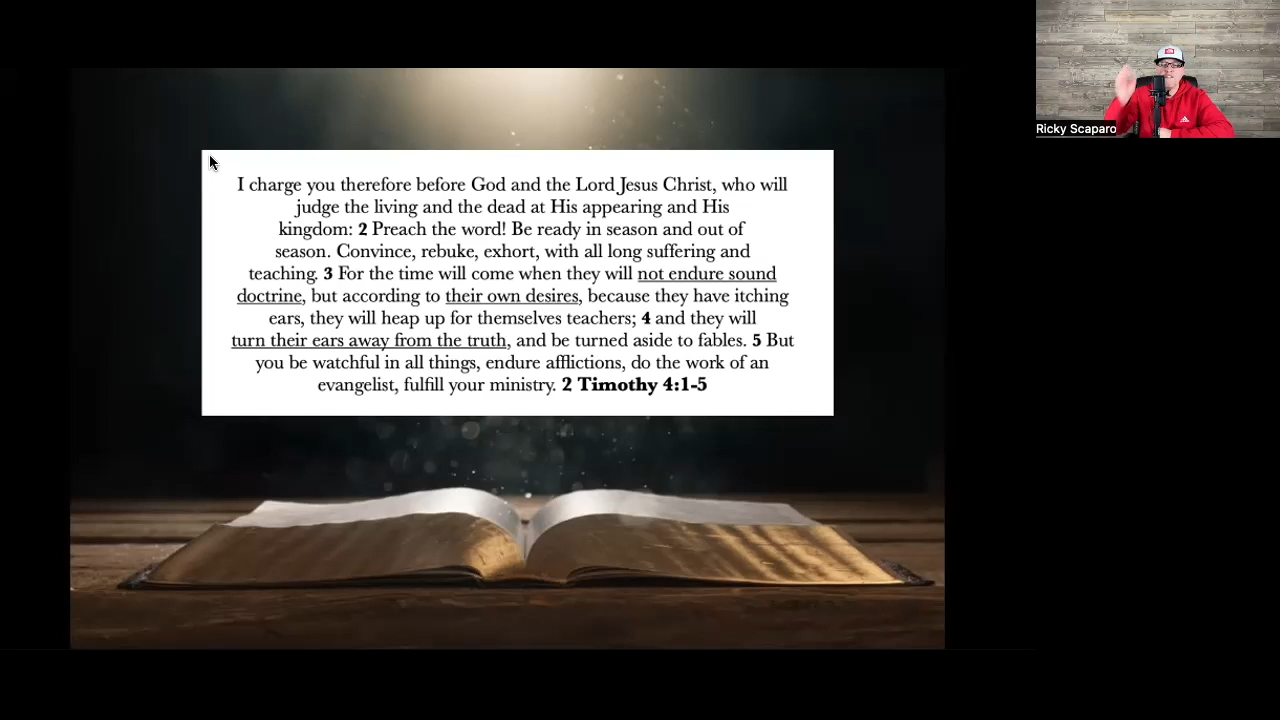 I charge you therefore before God and the Lord Jesus Christ, who will
judge the living and the dead at His appearing and His
kingdom: 2 Preach the word! Be ready in season and out of
season. Convince, rebuke, exhort, with all long suffering and
teaching. 3 For the time will come when they will not endure sound
doctrine, but according to their own desires, because they have itching
ears, they will heap up for themselves teachers; 4 and they will
turn their ears away from the truth, and be turned aside to fables. 5 But
you be watchful in all things, endure afflictions, do the work of an
evangelist, fulfill your ministry. 2 Timothy 4:1-5
Ricky Scaparo